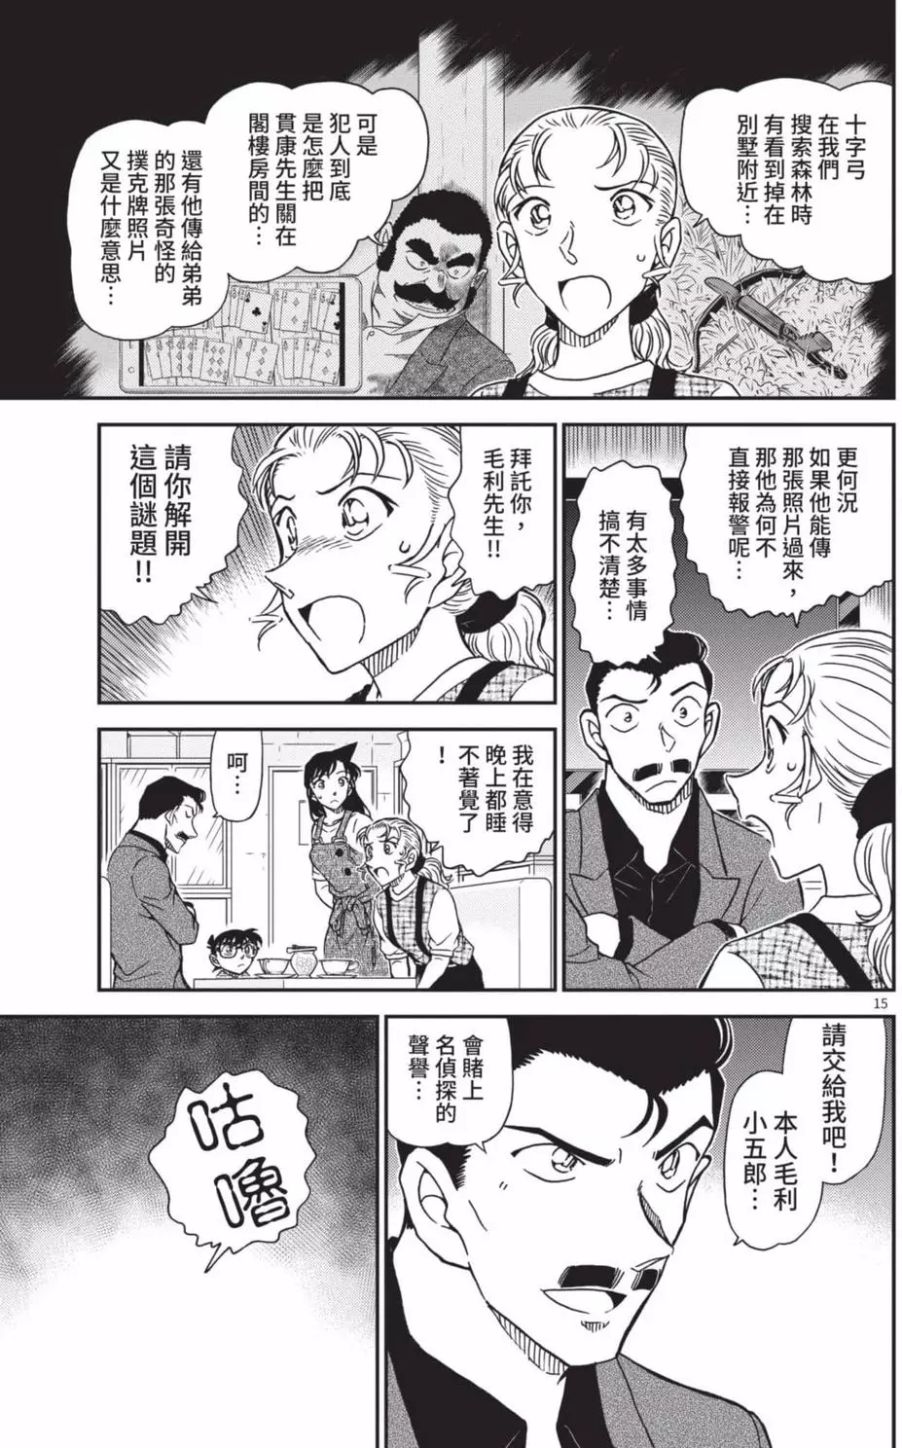 十字弓
在我們
搜索森林時
有看到掉在
別墅附近…
可是
犯人到底
是怎麼把
貫康先生關在
閣樓房間的…
還有他傳給弟弟
的那張奇怪的
撲克牌照片
又是什麼意思…
更何況
如果他能傳
那張照片過來，
那他為何不
直接報警呢…
有太多事情
搞不清楚…
拜託你，
毛利先生!!
請你解開
這個謎題!!
我在意得
晚上都睡
不著覺了
！
呵…
15
請交給我吧！
本人毛利
小五郎…
會賭上
名偵探的
聲譽…
咕
嚕